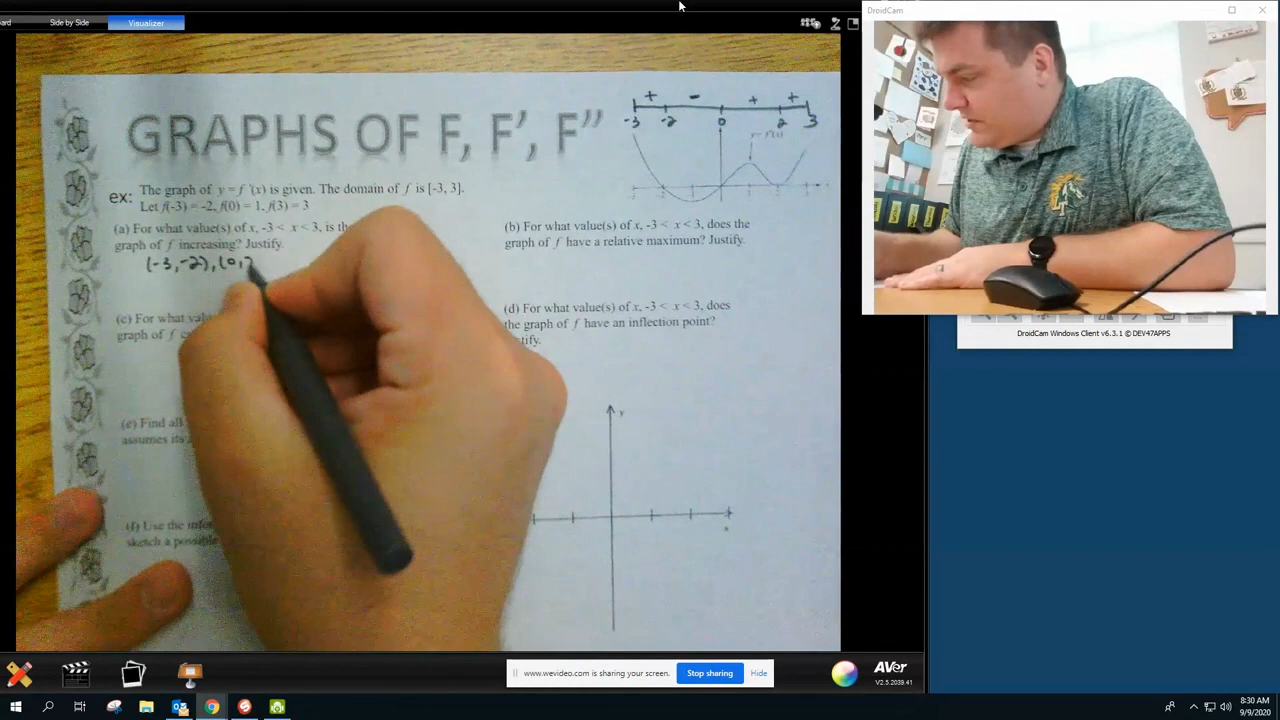 Side by Side
Visualizer
DroidCam
GRAPHS OF F, F', F"
+ - + +
-3 -2 0 2 3
y = f'(x)
ex: The graph of y = f '(x) is given. The domain of f is [-3, 3].
Let f(-3) = -2, f(0) = 1, f(3) = 3
(a) For what value(s) of x, -3 < x < 3, is the
graph of f increasing? Justify.
(-3,-2), (0,
(b) For what value(s) of x, -3 < x < 3, does the
graph of f have a relative maximum? Justify.
(c) For what
graph of f
(d) For what value(s) of x, -3 < x < 3, does
the graph of f have an inflection point?
(e) Find all
assumes its
y
x
(f) Use the
sketch a possible
DroidCam Windows Client v6.3.1 © DEV47APPS
www.wevideo.com is sharing your screen.
Stop sharing
Hide
AVer
V2.5.2039.41
8:30 AM
9/9/2020